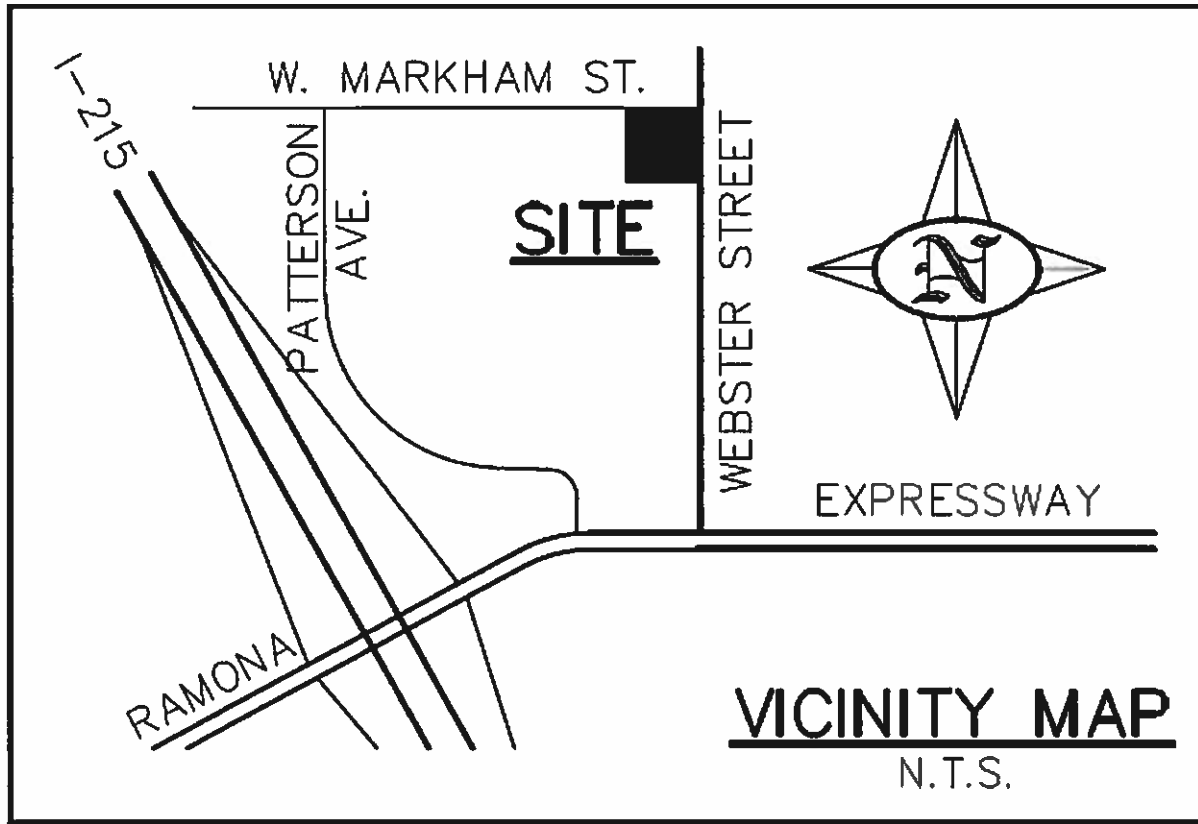 I-215
W. MARKHAM ST.
PATTERSON
AVE.
SITE
WEBSTER STREET
N
EXPRESSWAY
RAMONA
VICINITY MAP
N.T.S.